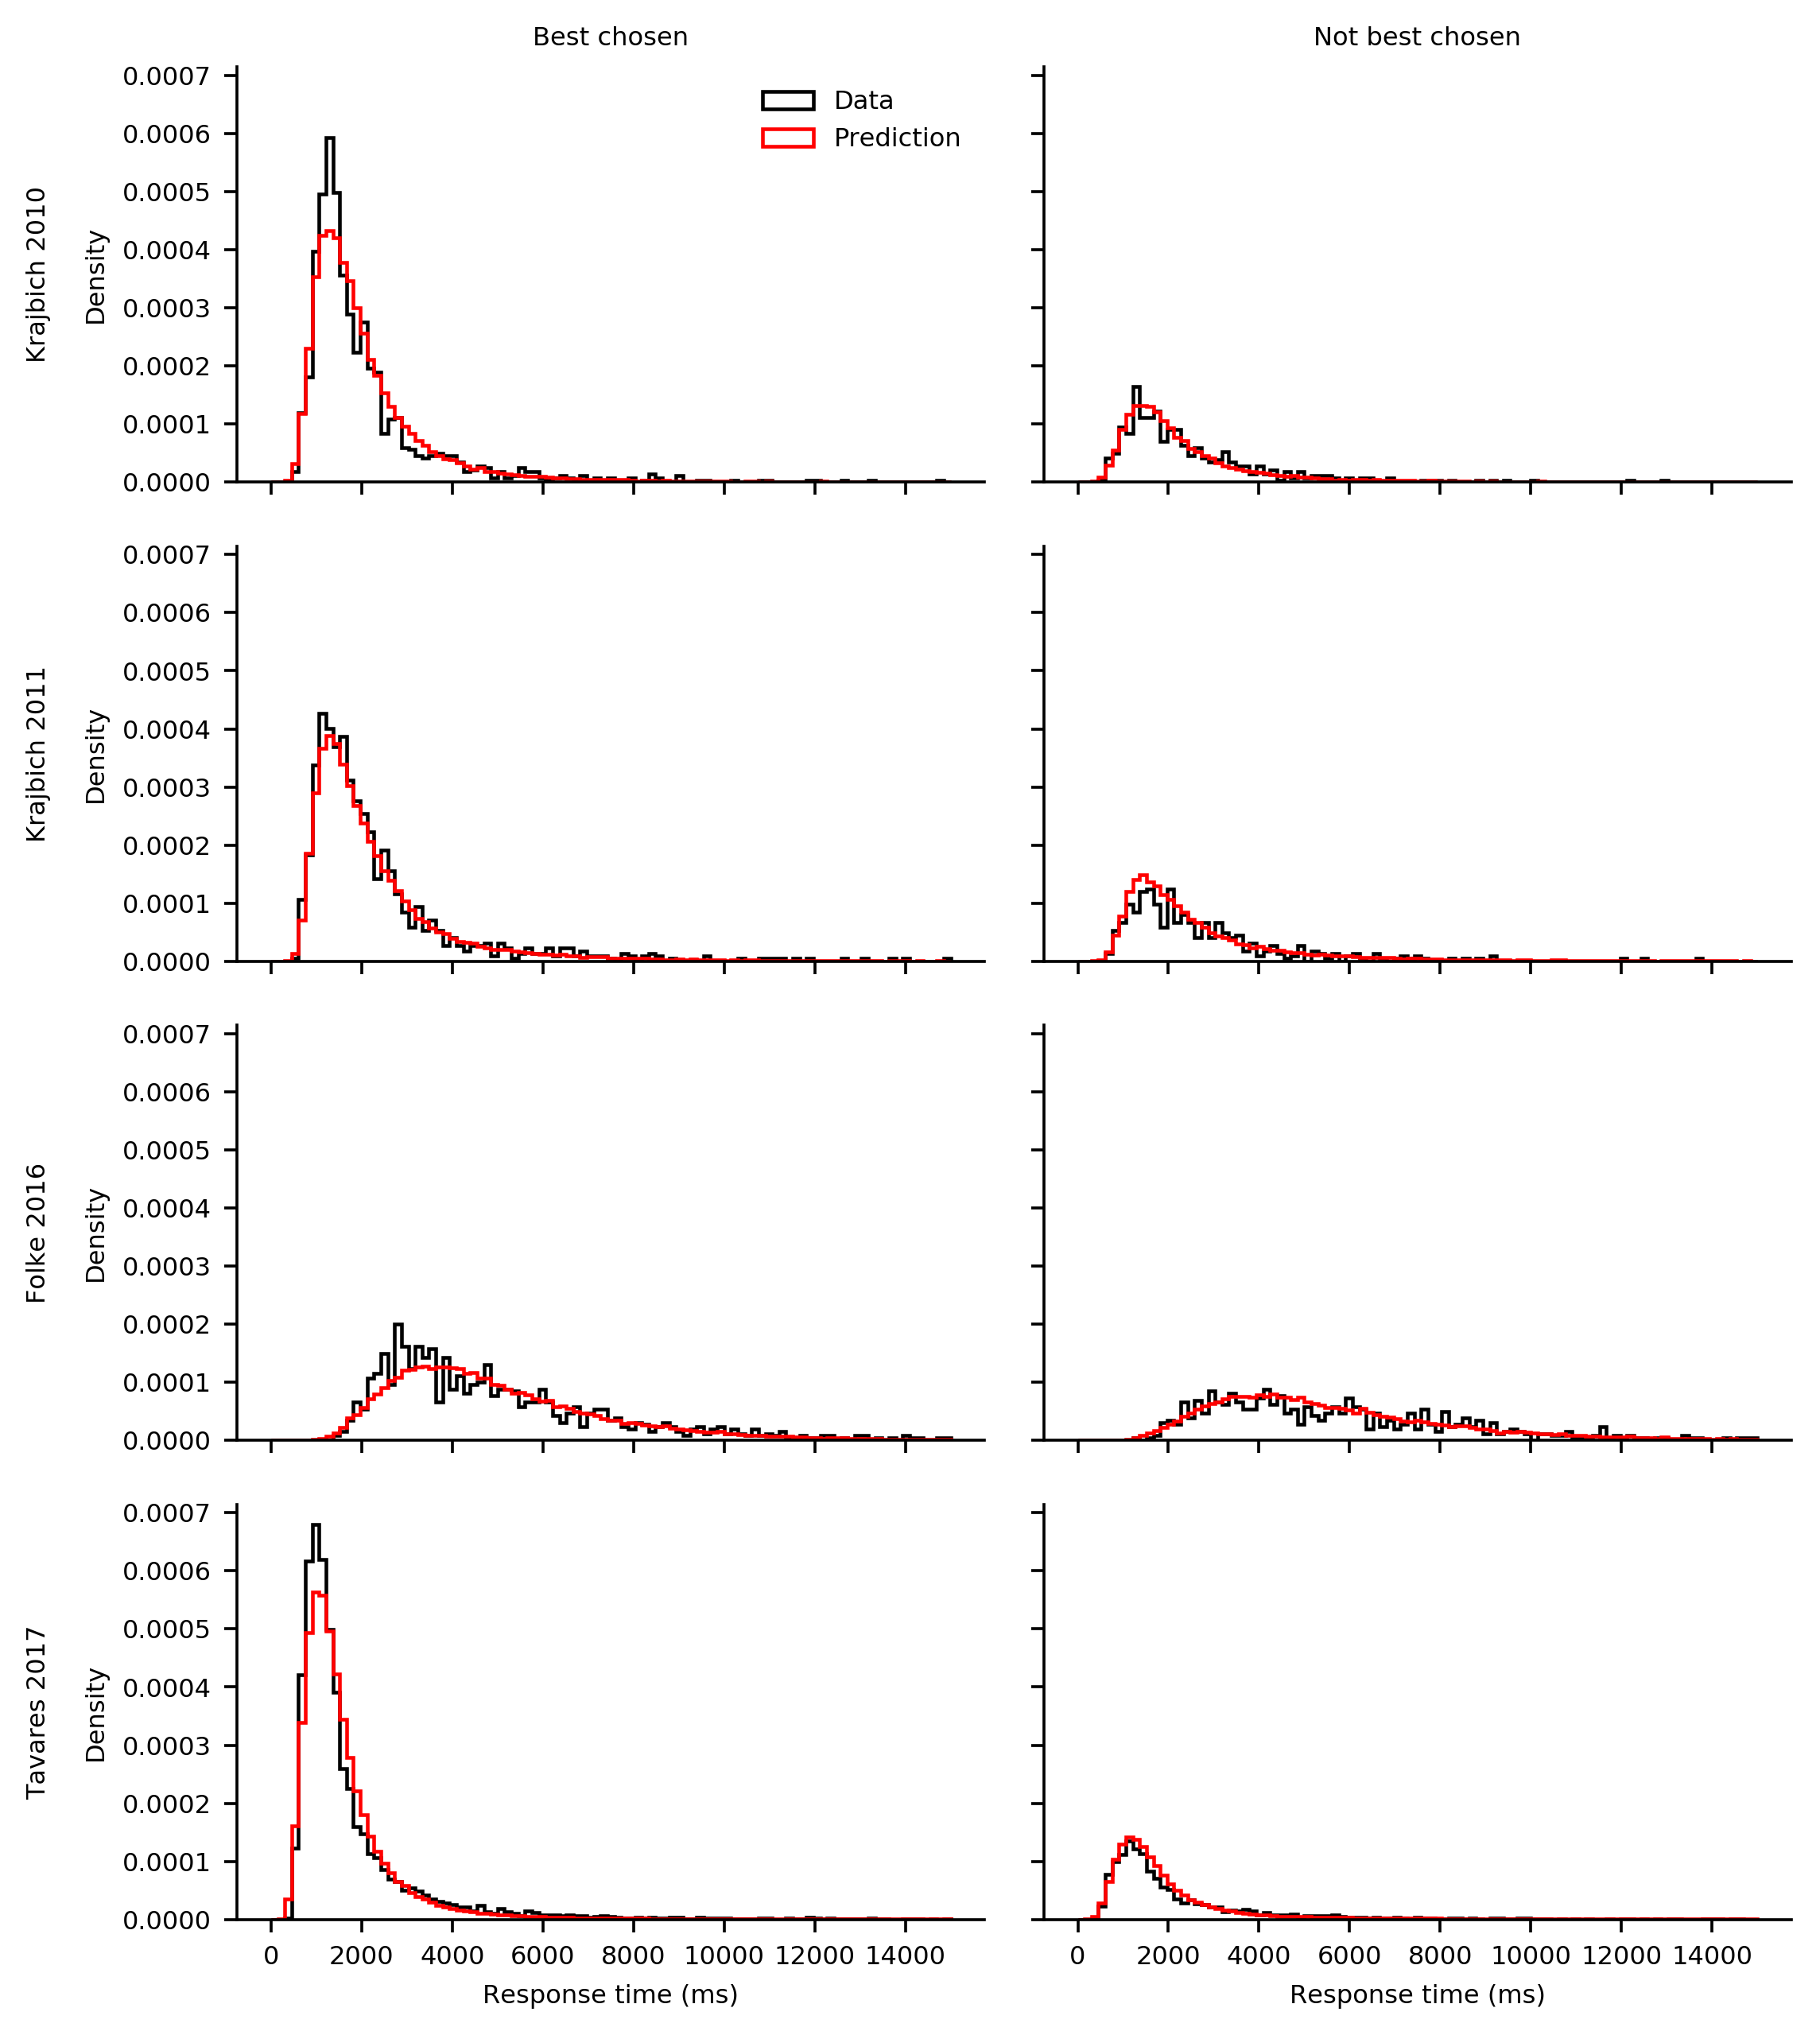 Best chosen
Not best chosen
Krajbich 2010
Density
0.0007
0.0006
0.0005
0.0004
0.0003
0.0002
0.0001
0.0000
Data
Prediction
Krajbich 2011
Density
0.0007
0.0006
0.0005
0.0004
0.0003
0.0002
0.0001
0.0000
Folke 2016
Density
0.0007
0.0006
0.0005
0.0004
0.0003
0.0002
0.0001
0.0000
Tavares 2017
Density
0.0007
0.0006
0.0005
0.0004
0.0003
0.0002
0.0001
0.0000
0 2000 4000 6000 8000 10000 12000 14000
0 2000 4000 6000 8000 10000 12000 14000
Response time (ms)
Response time (ms)